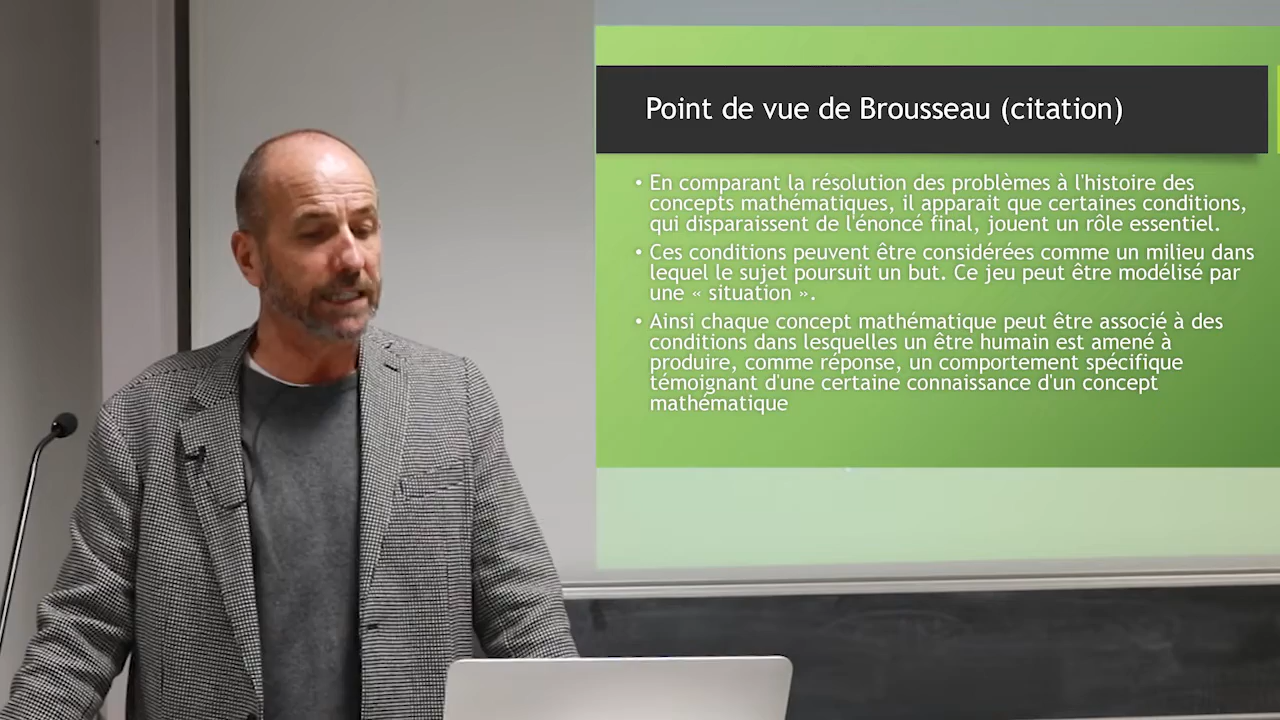 Point de vue de Brousseau (citation)
• En comparant la résolution des problèmes à l'histoire des
concepts mathématiques, il apparait que certaines conditions,
qui disparaissent de l'énoncé final, jouent un rôle essentiel.
• Ces conditions peuvent être considérées comme un milieu dans
lequel le sujet poursuit un but. Ce jeu peut être modélisé par
une « situation ».
• Ainsi chaque concept mathématique peut être associé à des
conditions dans lesquelles un être humain est amené à
produire, comme réponse, un comportement spécifique
témoignant d'une certaine connaissance d'un concept
mathématique